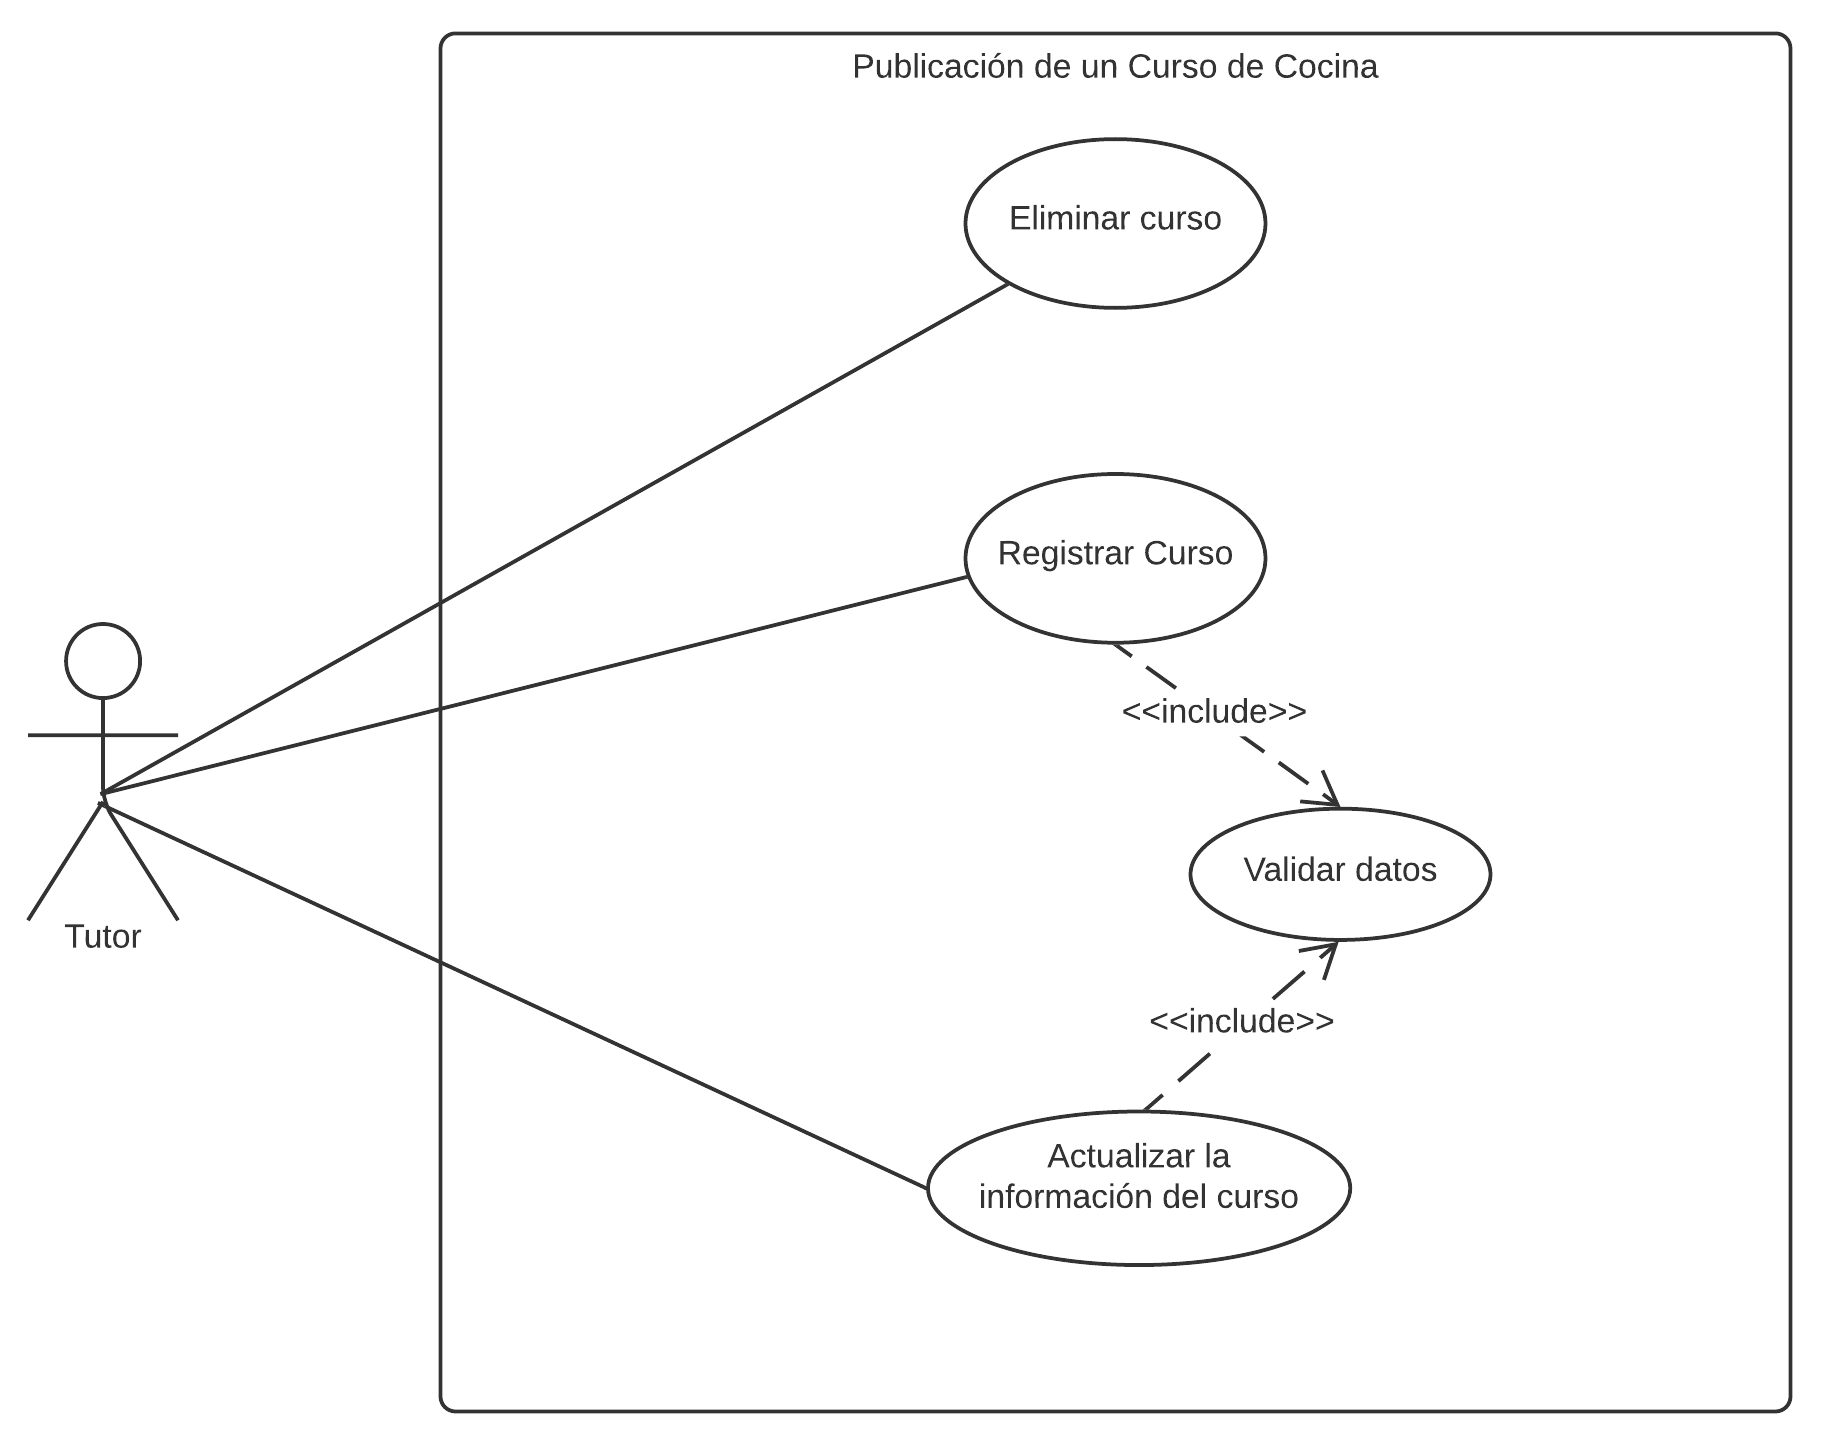 Publicación de un Curso de Cocina
Eliminar curso
Registrar Curso
<<include>>
Validar datos
Tutor
<<include>>
Actualizar la
información del curso